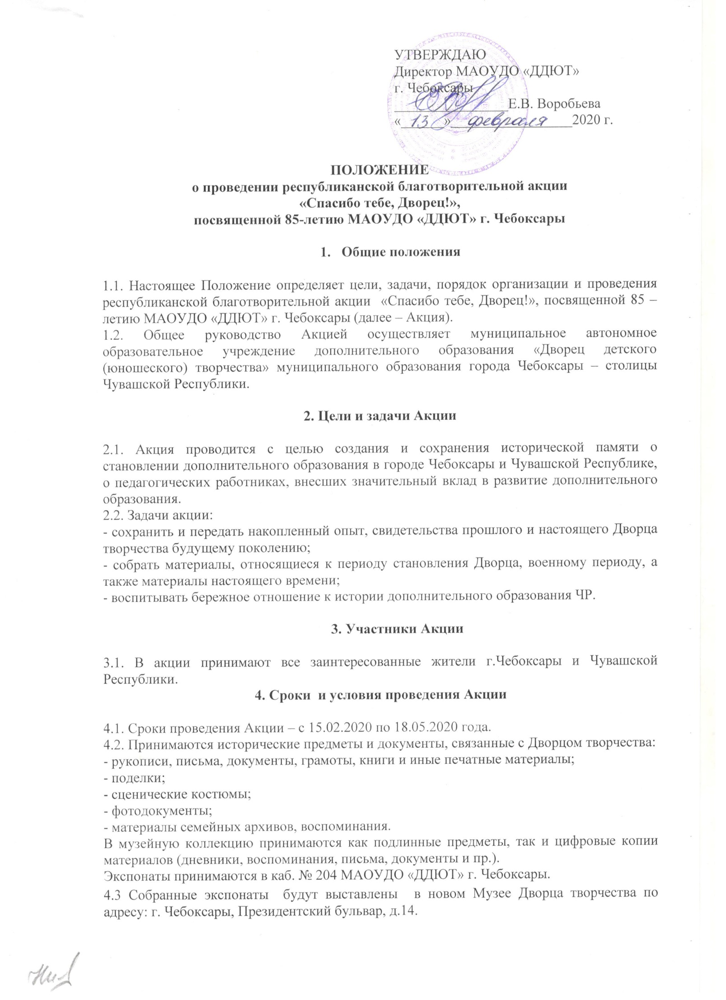 УТВЕРЖДАЮ
Директор МАОУДО «ДДЮТ»
г. Чебоксары
________________Е.В. Воробьева
«______»_________________2020 г.
13 февраля
ПОЛОЖЕНИЕ
о проведении республиканской благотворительной акции
«Спасибо тебе, Дворец!»,
посвященной 85-летию МАОУДО «ДДЮТ» г. Чебоксары
1. Общие положения
1.1. Настоящее Положение определяет цели, задачи, порядок организации и проведения
республиканской благотворительной акции «Спасибо тебе, Дворец!», посвященной 85 –
летию МАОУДО «ДДЮТ» г. Чебоксары (далее – Акция).
1.2. Общее руководство Акцией осуществляет муниципальное автономное
образовательное учреждение дополнительного образования «Дворец детского
(юношеского) творчества» муниципального образования города Чебоксары – столицы
Чувашской Республики.
2. Цели и задачи Акции
2.1. Акция проводится с целью создания и сохранения исторической памяти о
становлении дополнительного образования в городе Чебоксары и Чувашской Республике,
о педагогических работниках, внесших значительный вклад в развитие дополнительного
образования.
2.2. Задачи акции:
- сохранить и передать накопленный опыт, свидетельства прошлого и настоящего Дворца
творчества будущему поколению;
- собрать материалы, относящиеся к периоду становления Дворца, военному периоду, а
также материалы настоящего времени;
- воспитывать бережное отношение к истории дополнительного образования ЧР.
3. Участники Акции
3.1. В акции принимают все заинтересованные жители г.Чебоксары и Чувашской
Республики.
4. Сроки и условия проведения Акции
4.1. Сроки проведения Акции – с 15.02.2020 по 18.05.2020 года.
4.2. Принимаются исторические предметы и документы, связанные с Дворцом творчества:
- рукописи, письма, документы, грамоты, книги и иные печатные материалы;
- поделки;
- сценические костюмы;
- фотодокументы;
- материалы семейных архивов, воспоминания.
В музейную коллекцию принимаются как подлинные предметы, так и цифровые копии
материалов (дневники, воспоминания, письма, документы и пр.).
Экспонаты принимаются в каб. № 204 МАОУДО «ДДЮТ» г. Чебоксары.
4.3 Собранные экспонаты будут выставлены в новом Музее Дворца творчества по
адресу: г. Чебоксары, Президентский бульвар, д.14.